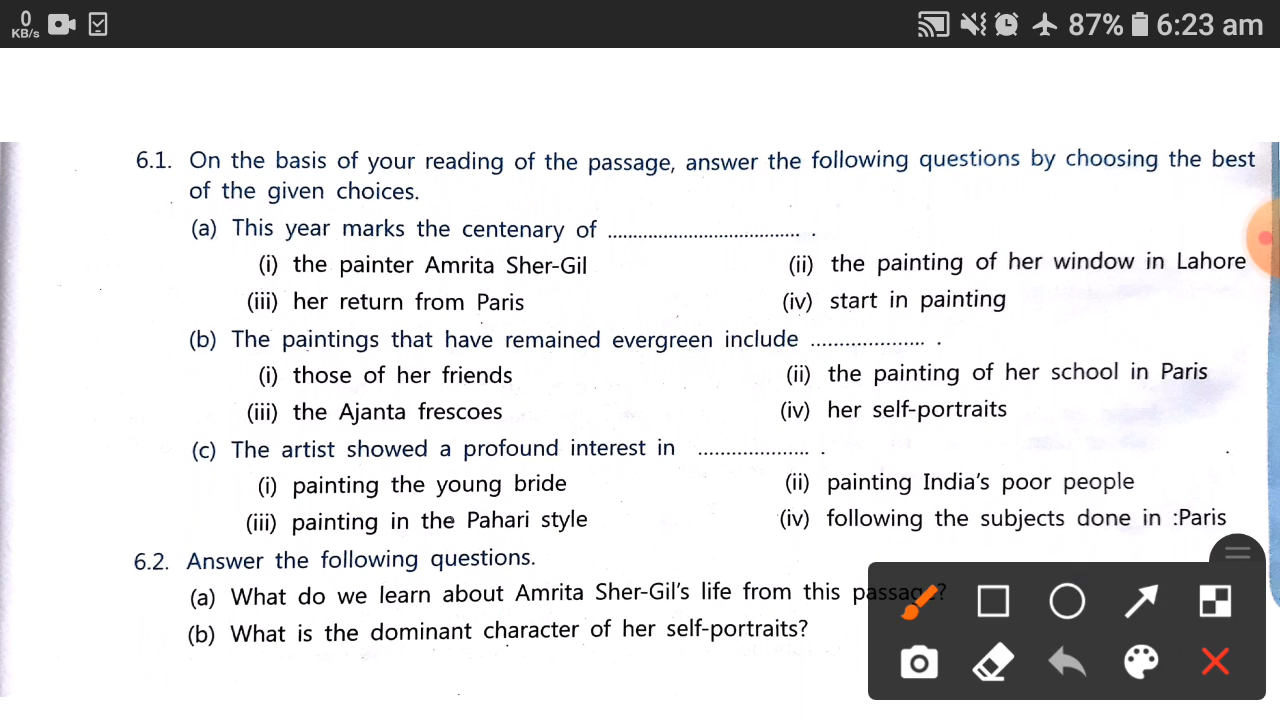 0
KB/s
87% 6:23 am
6.1. On the basis of your reading of the passage, answer the following questions by choosing the best
of the given choices.
(a) This year marks the centenary of .................................... .
(i) the painter Amrita Sher-Gil (ii) the painting of her window in Lahore
(iii) her return from Paris (iv) start in painting
(b) The paintings that have remained evergreen include .................... .
(i) those of her friends (ii) the painting of her school in Paris
(iii) the Ajanta frescoes (iv) her self-portraits
(c) The artist showed a profound interest in .................... .
(i) painting the young bride (ii) painting India's poor people
(iii) painting in the Pahari style (iv) following the subjects done in :Paris
6.2. Answer the following questions.
(a) What do we learn about Amrita Sher-Gil's life from this passage?
(b) What is the dominant character of her self-portraits?